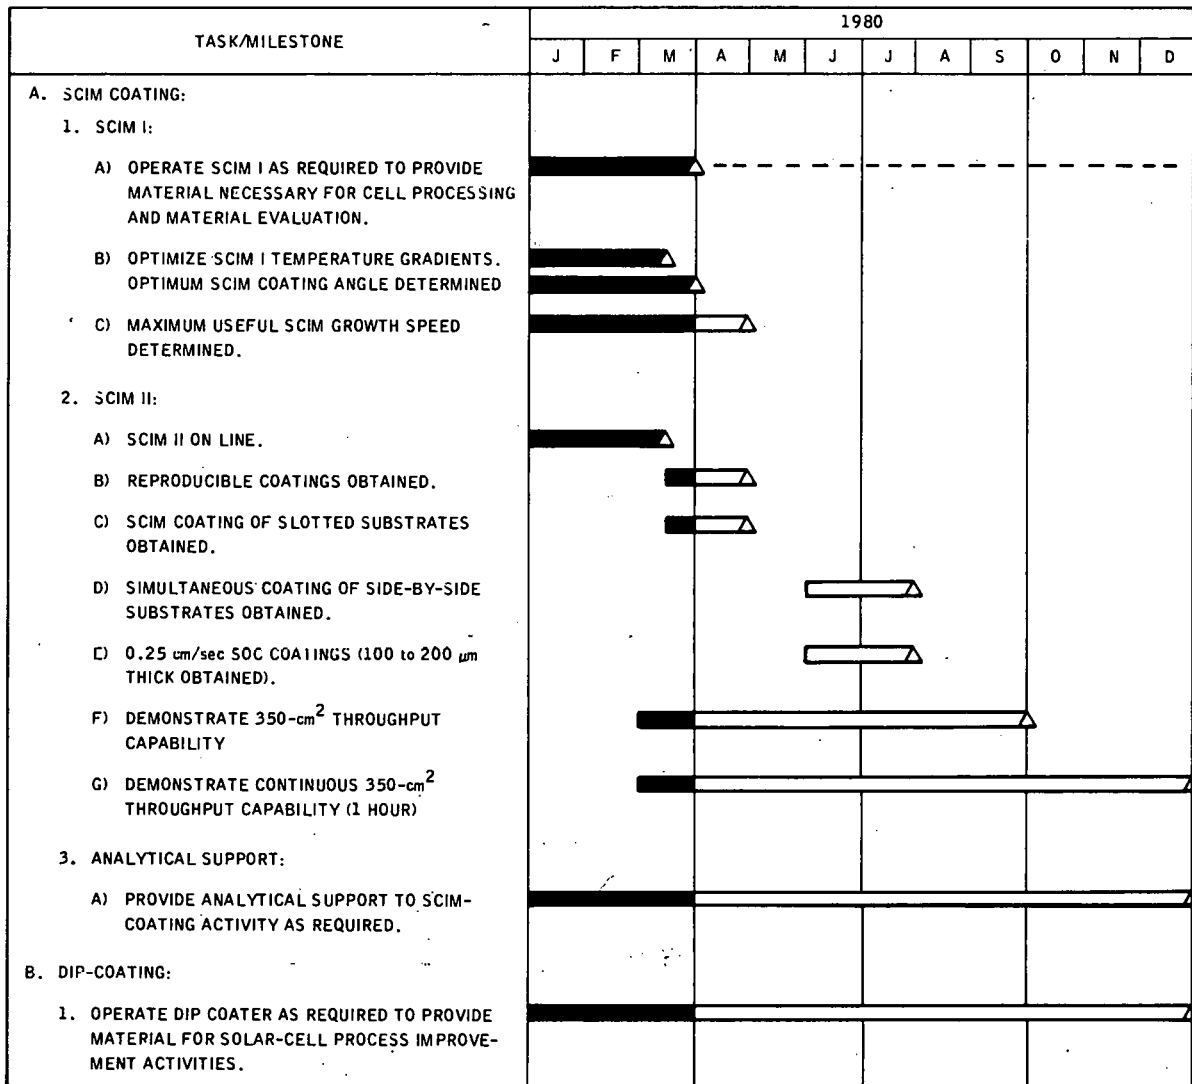 TASK/MILESTONE
1980
J F M A M J J A S O N D
A. SCIM COATING:
1. SCIM I:
A) OPERATE SCIM I AS REQUIRED TO PROVIDE
MATERIAL NECESSARY FOR CELL PROCESSING
AND MATERIAL EVALUATION.
B) OPTIMIZE SCIM I TEMPERATURE GRADIENTS.
OPTIMUM SCIM COATING ANGLE DETERMINED
C) MAXIMUM USEFUL SCIM GROWTH SPEED
DETERMINED.
2. SCIM II:
A) SCIM II ON LINE.
B) REPRODUCIBLE COATINGS OBTAINED.
C) SCIM COATING OF SLOTTED SUBSTRATES
OBTAINED.
D) SIMULTANEOUS COATING OF SIDE-BY-SIDE
SUBSTRATES OBTAINED.
E) 0.25 cm/sec SOC COATINGS (100 to 200 μm
THICK OBTAINED).
F) DEMONSTRATE 350-cm² THROUGHPUT
CAPABILITY
G) DEMONSTRATE CONTINUOUS 350-cm²
THROUGHPUT CAPABILITY (1 HOUR)
3. ANALYTICAL SUPPORT:
A) PROVIDE ANALYTICAL SUPPORT TO SCIM-
COATING ACTIVITY AS REQUIRED.
B. DIP-COATING:
1. OPERATE DIP COATER AS REQUIRED TO PROVIDE
MATERIAL FOR SOLAR-CELL PROCESS IMPROVE-
MENT ACTIVITIES.